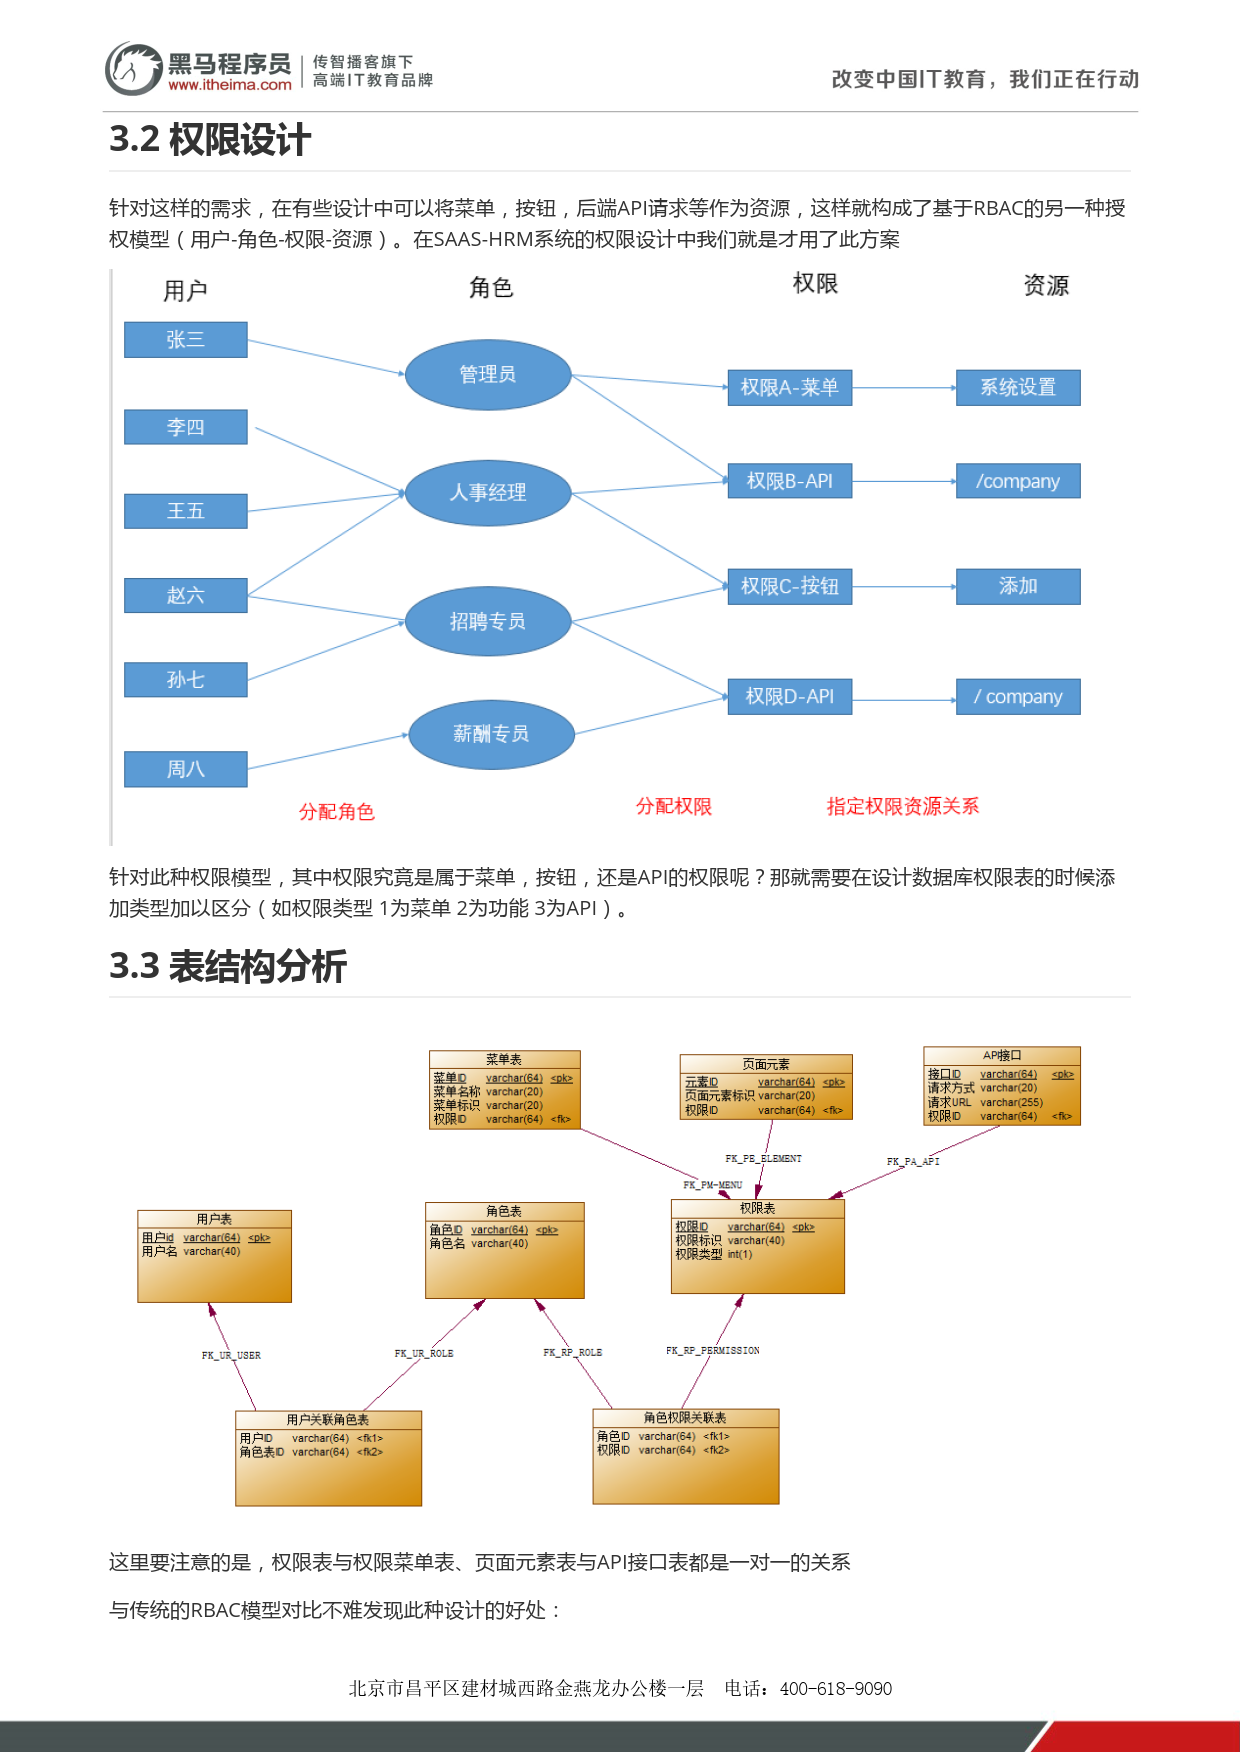 黑马程序员
www.itheima.com
传智播客旗下
高端IT教育品牌
改变中国IT教育，我们正在行动
3.2 权限设计
针对这样的需求，在有些设计中可以将菜单，按钮，后端API请求等作为资源，这样就构成了基于RBAC的另一种授
权模型（用户-角色-权限-资源）。在SAAS-HRM系统的权限设计中我们就是才用了此方案
用户 角色 权限 资源
张三
管理员
权限A-菜单 系统设置
李四
人事经理
权限B-API /company
王五
赵六
权限C-按钮 添加
招聘专员
孙七
权限D-API / company
薪酬专员
周八
分配角色 分配权限 指定权限资源关系
针对此种权限模型，其中权限究竟是属于菜单，按钮，还是API的权限呢？那就需要在设计数据库权限表的时候添
加类型加以区分（如权限类型 1为菜单 2为功能 3为API）。
3.3 表结构分析
菜单表
菜单ID varchar(64) <pk>
菜单名称 varchar(20)
菜单标识 varchar(20)
权限ID varchar(64) <fk>
页面元素
元素ID varchar(64) <pk>
页面元素标识 varchar(20)
权限ID varchar(64) <fk>
API接口
接口ID varchar(64) <pk>
请求方式 varchar(20)
请求URL varchar(255)
权限ID varchar(64) <fk>
FK_PM-MENU
FK_PE_ELEMENT
FK_PA_API
用户表
用户id varchar(64) <pk>
用户名 varchar(40)
角色表
角色ID varchar(64) <pk>
角色名 varchar(40)
权限表
权限ID varchar(64) <pk>
权限标识 varchar(40)
权限类型 int(1)
FK_UR_USER
FK_UR_ROLE
FK_RP_ROLE
FK_RP_PERMISSION
用户关联角色表
用户ID varchar(64) <fk1>
角色表ID varchar(64) <fk2>
角色权限关联表
角色ID varchar(64) <fk1>
权限ID varchar(64) <fk2>
这里要注意的是，权限表与权限菜单表、页面元素表与API接口表都是一对一的关系
与传统的RBAC模型对比不难发现此种设计的好处：
北京市昌平区建材城西路金燕龙办公楼一层 电话：400-618-9090